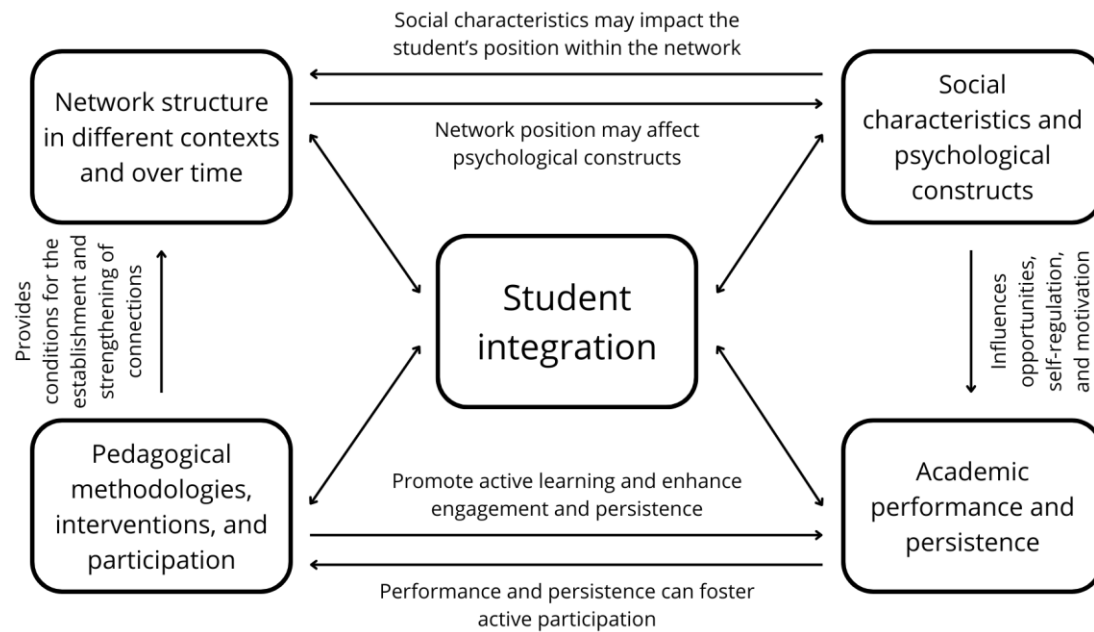 Social characteristics may impact the
student's position within the network
Network structure
in different contexts
and over time
Network position may affect
psychological constructs
Social
characteristics and
psychological
constructs
Provides
conditions for the
establishment and
strengthening of
connections
Student
integration
Influences
opportunities,
self-regulation,
and motivation
Pedagogical
methodologies,
interventions, and
participation
Promote active learning and enhance
engagement and persistence
Academic
performance and
persistence
Performance and persistence can foster
active participation